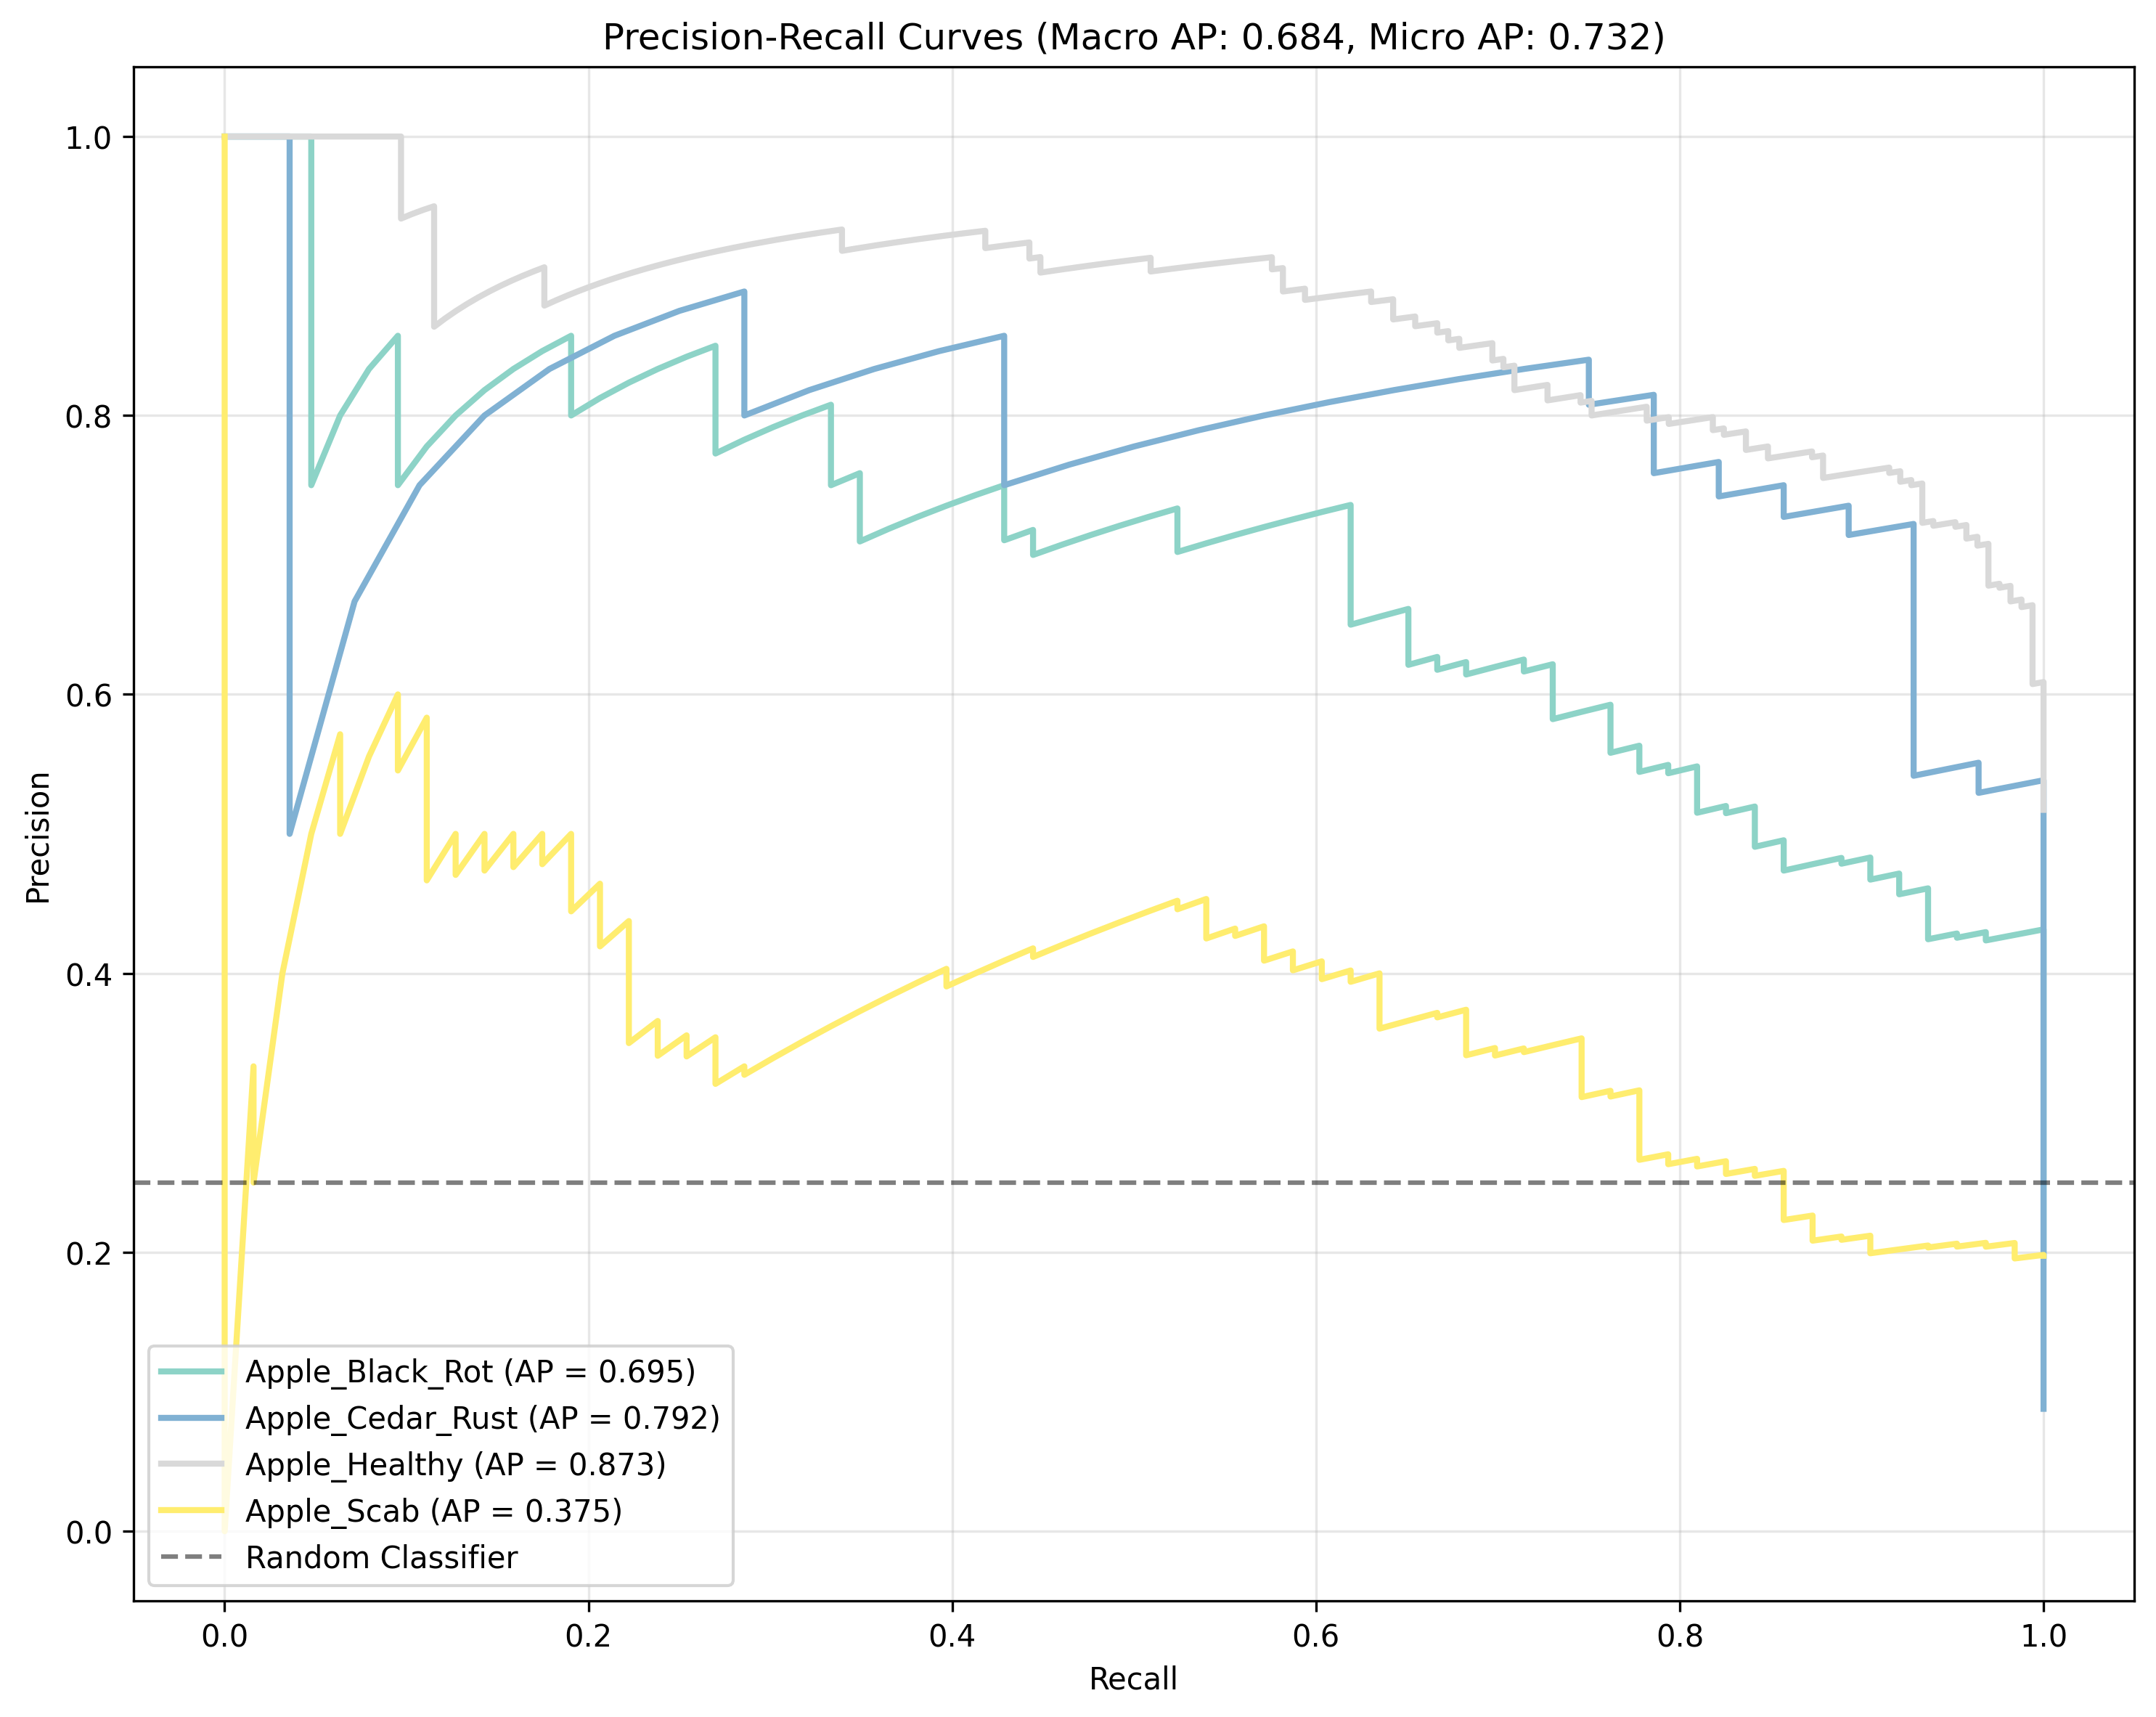 Precision-Recall Curves (Macro AP: 0.684, Micro AP: 0.732)
1.0
0.8
0.6
0.4
0.2
0.0
Precision
Apple_Black_Rot (AP = 0.695)
Apple_Cedar_Rust (AP = 0.792)
Apple_Healthy (AP = 0.873)
Apple_Scab (AP = 0.375)
Random Classifier
0.0 0.2 0.4 0.6 0.8 1.0
Recall